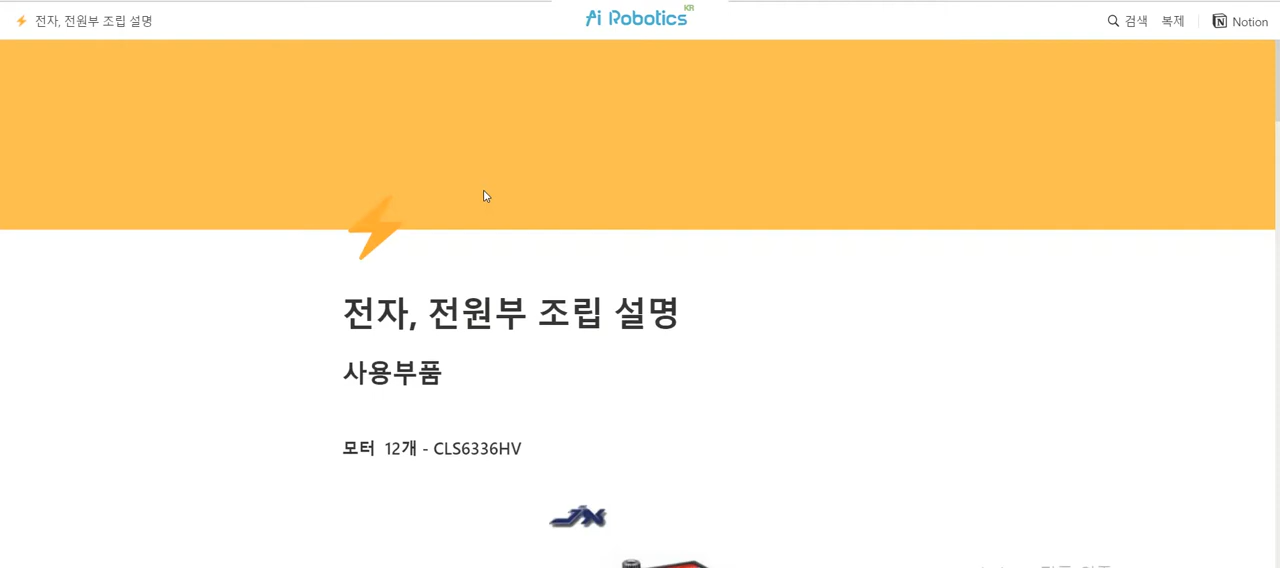 전자, 전원부 조립 설명
Ai Robotics KR
검색
복제
Notion
전자, 전원부 조립 설명
사용부품
모터 12개 - CLS6336HV
JX